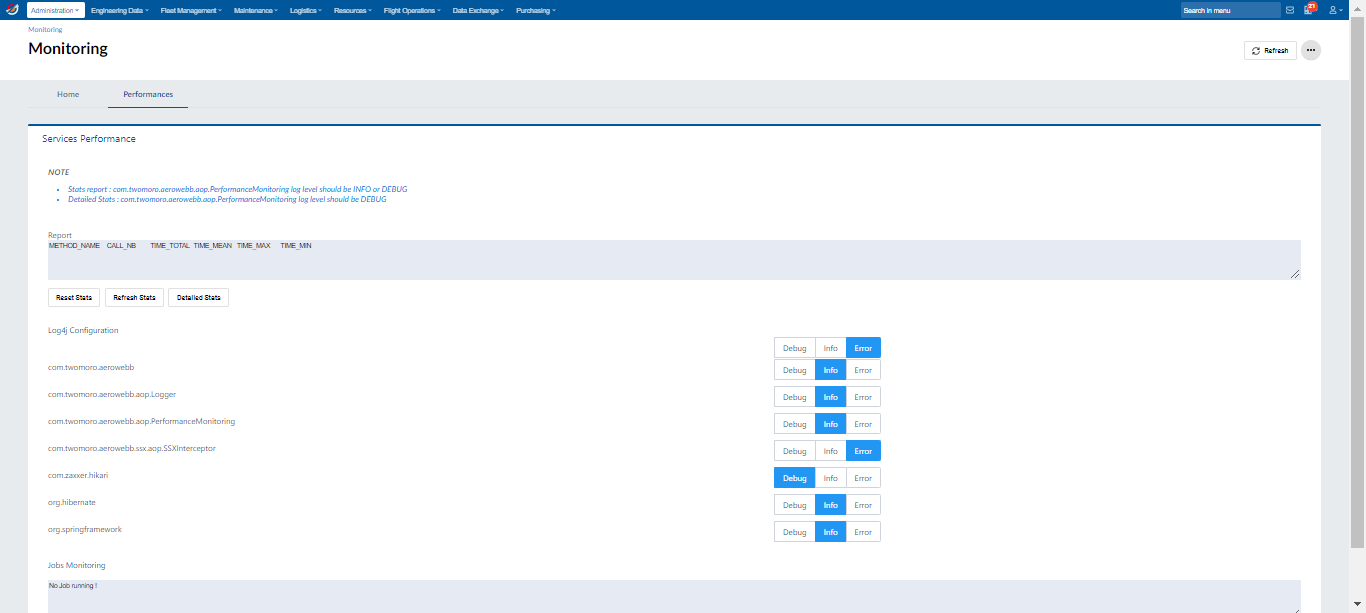 Administration Engineering Data Fleet Management Maintenance Logistics Resources Flight Operations Data Exchange Purchasing Search in menu 21
Monitoring
Monitoring
Refresh
Home Performances
Services Performance
NOTE
• Stats report : com.twomoro.aerowebb.aop.PerformanceMonitoring log level should be INFO or DEBUG
• Detailed Stats : com.twomoro.aerowebb.aop.PerformanceMonitoring log level should be DEBUG
Report
METHOD_NAME CALL_NB TIME_TOTAL TIME_MEAN TIME_MAX TIME_MIN
Reset Stats Refresh Stats Detailed Stats
Log4j Configuration
Debug Info Error
com.twomoro.aerowebb Debug Info Error
com.twomoro.aerowebb.aop.Logger Debug Info Error
com.twomoro.aerowebb.aop.PerformanceMonitoring Debug Info Error
com.twomoro.aerowebb.ssx.aop.SSXInterceptor Debug Info Error
com.zaxxer.hikari Debug Info Error
org.hibernate Debug Info Error
org.springframework Debug Info Error
Jobs Monitoring
No Job running !